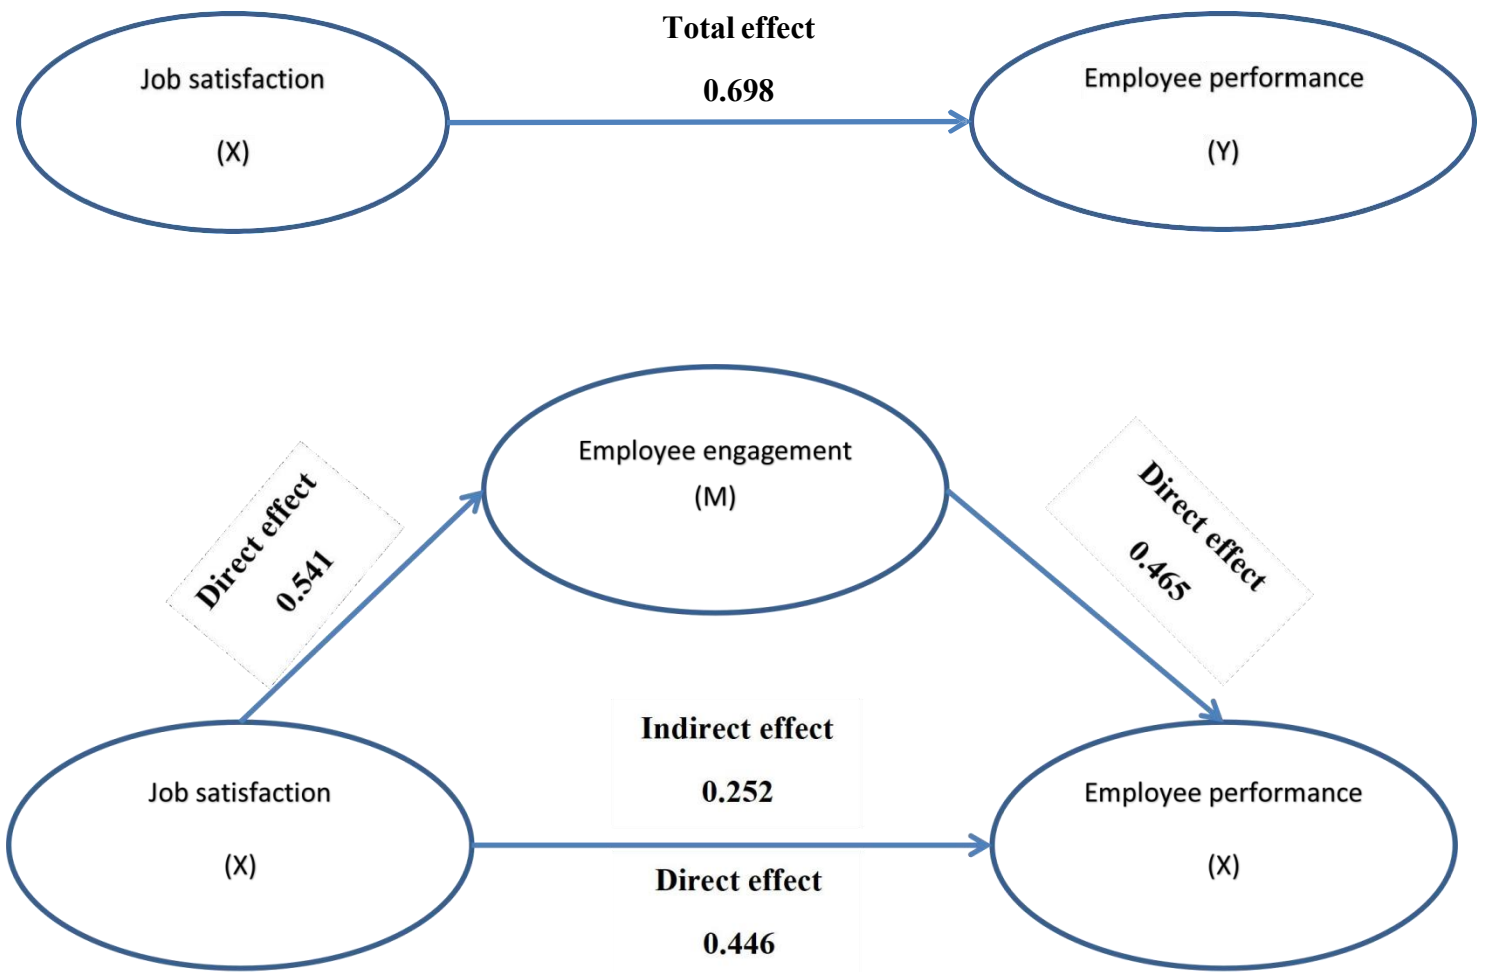 Total effect
0.698
Job satisfaction
(X)
Employee performance
(Y)
Employee engagement
(M)
Direct effect
0.541
Direct effect
0.465
Indirect effect
0.252
Job satisfaction
(X)
Employee performance
(X)
Direct effect
0.446